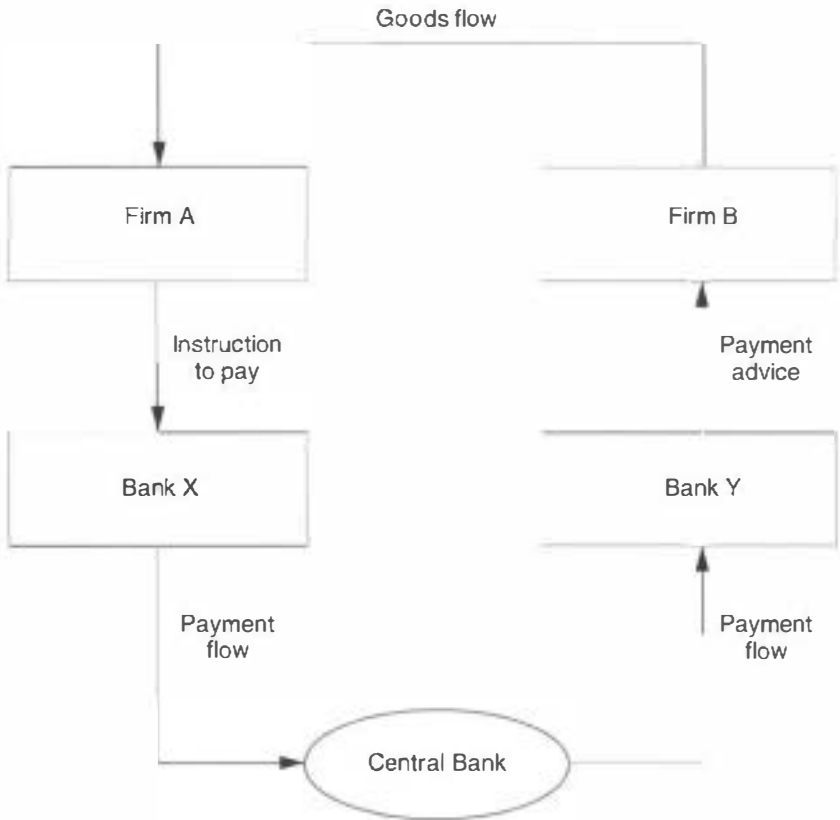 Goods flow
Firm A
Firm B
Instruction
to pay
Payment
advice
Bank X
Bank Y
Payment
flow
Payment
flow
Central Bank